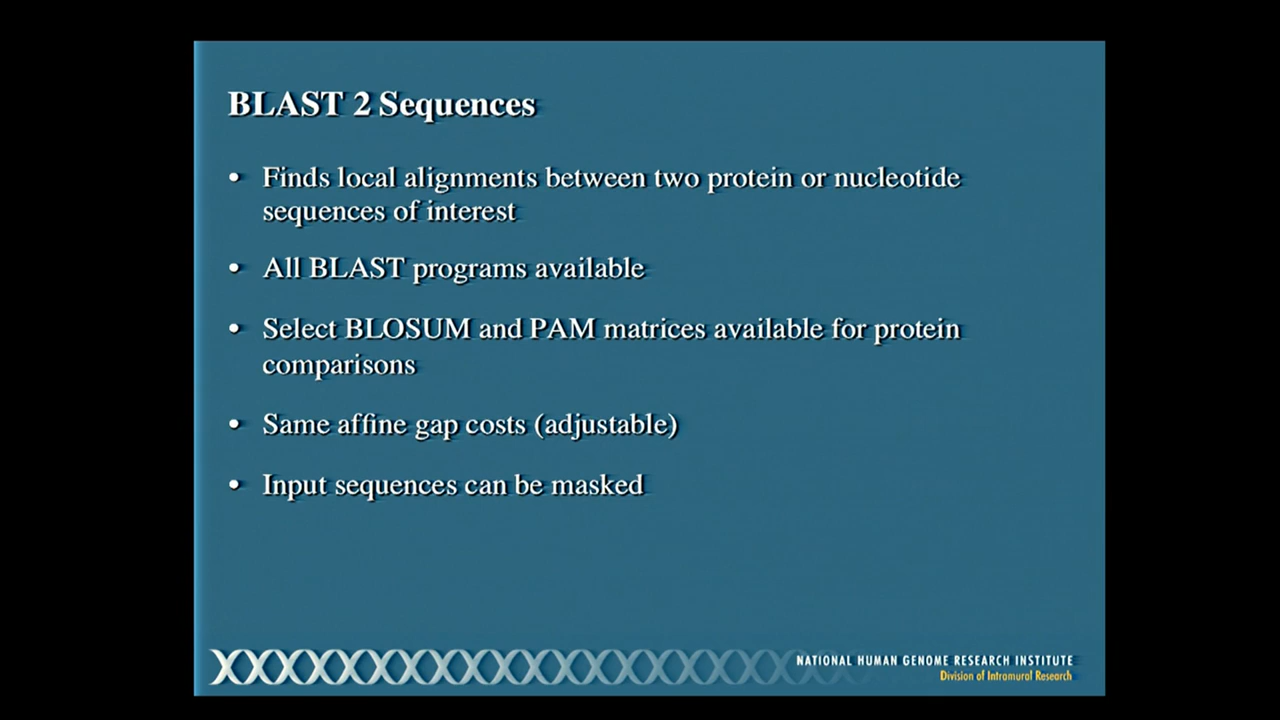 BLAST 2 Sequences
• Finds local alignments between two protein or nucleotide
sequences of interest
• All BLAST programs available
• Select BLOSUM and PAM matrices available for protein
comparisons
• Same affine gap costs (adjustable)
• Input sequences can be masked
NATIONAL HUMAN GENOME RESEARCH INSTITUTE
Division of Intramural Research